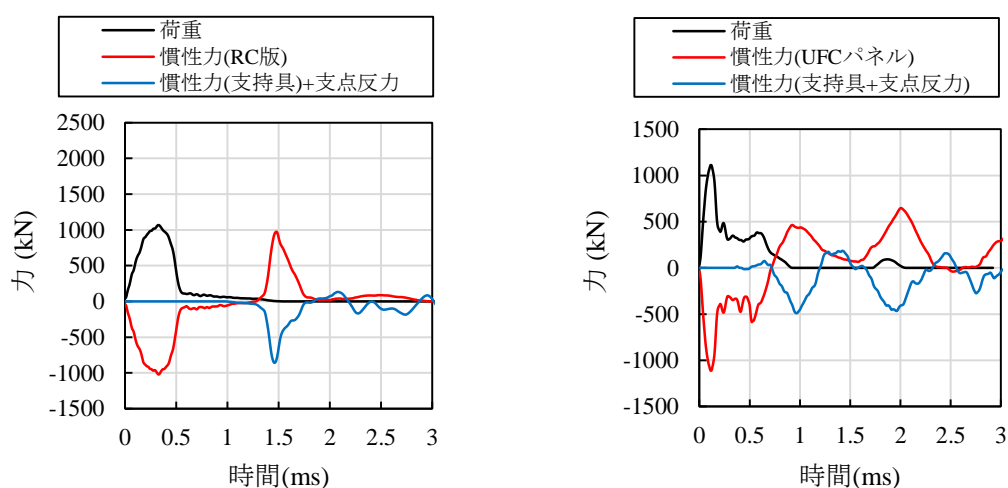 荷重
慣性力(RC版)
慣性力(支持具)+支点反力
2500
2000
1500
1000
500
0
-500
-1000
-1500
力 (kN)
0 0.5 1 1.5 2 2.5 3
時間(ms)
荷重
慣性力(UFCパネル)
慣性力(支持具+支点反力)
1500
1000
500
0
-500
-1000
-1500
力 (kN)
0 0.5 1 1.5 2 2.5 3
時間(ms)